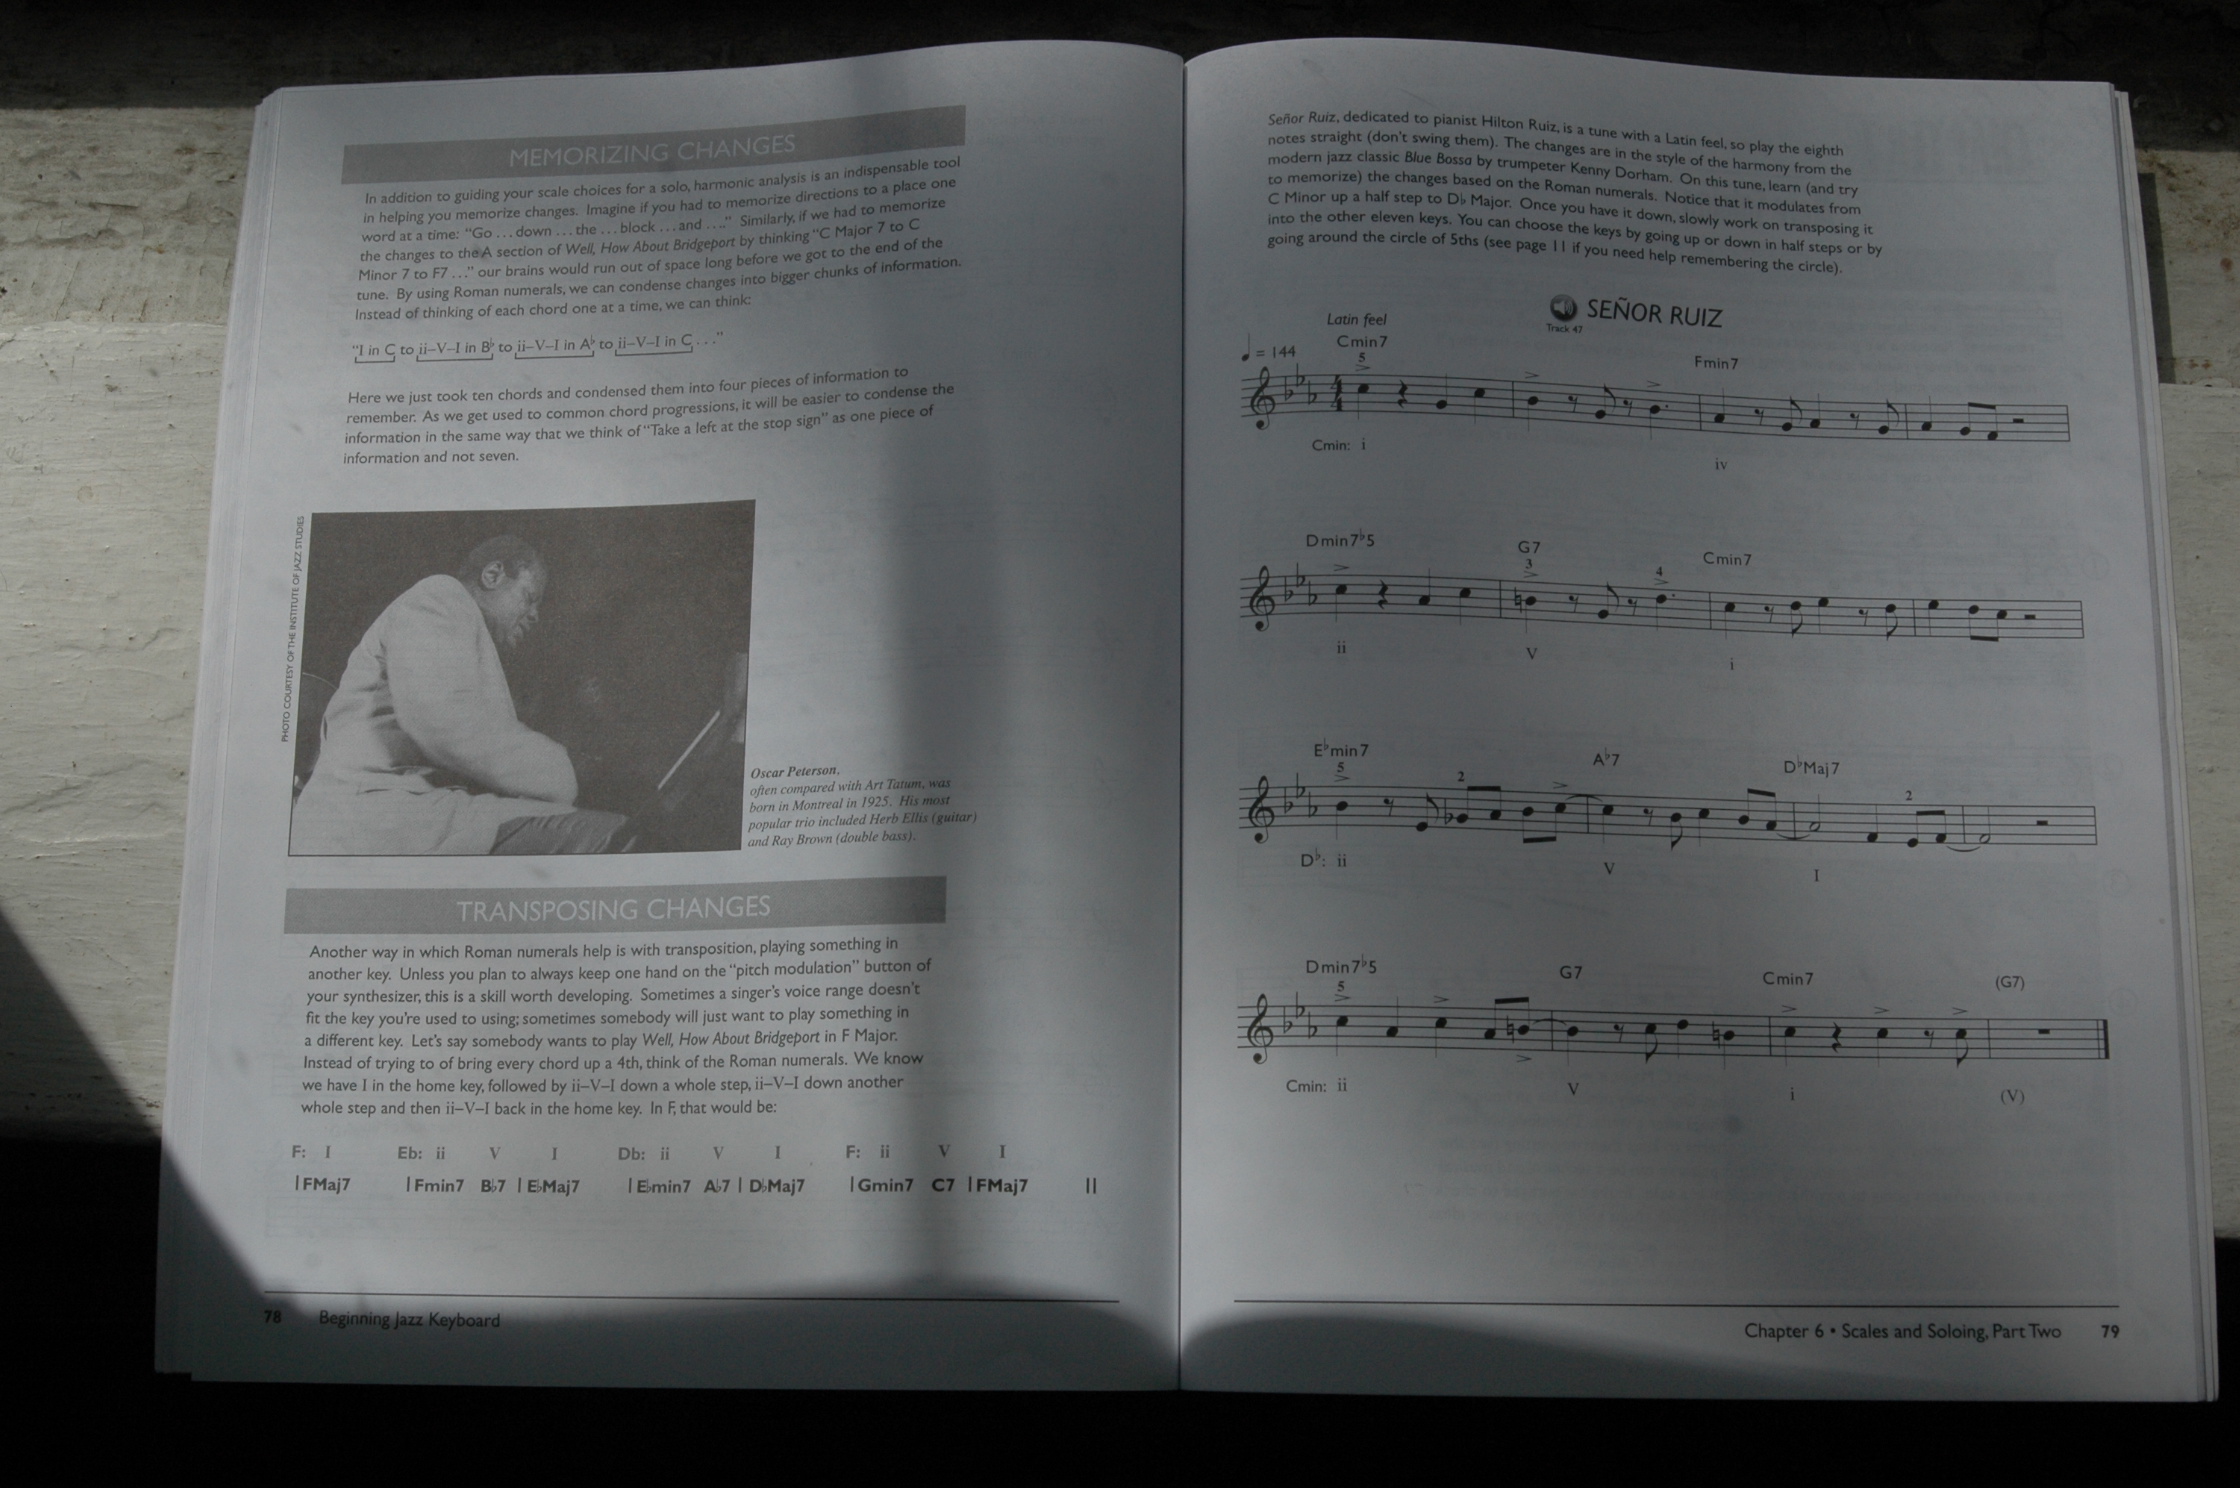 MEMORIZING CHANGES
In addition to guiding your scale choices for a solo, harmonic analysis is an indispensable tool
in helping you memorize changes. Imagine if you had to memorize directions to a place one
word at a time: "Go ... down ... the ... block ... and ...." Similarly, if we had to memorize
the changes to the A section of Well, How About Bridgeport by thinking "C Major 7 to C
Minor 7 to F7 ..." our brains would run out of space long before we got to the end of the
tune. By using Roman numerals, we can condense changes into bigger chunks of information.
Instead of thinking of each chord one at a time, we can think:
"I in C to ii–V–I in B♭ to ii–V–I in A♭ to ii–V–I in C ..."
Here we just took ten chords and condensed them into four pieces of information to
remember. As we get used to common chord progressions, it will be easier to condense the
information in the same way that we think of "Take a left at the stop sign" as one piece of
information and not seven.
PHOTO COURTESY OF THE INSTITUTE OF JAZZ STUDIES
Oscar Peterson,
often compared with Art Tatum, was
born in Montreal in 1925. His most
popular trio included Herb Ellis (guitar)
and Ray Brown (double bass).
TRANSPOSING CHANGES
Another way in which Roman numerals help is with transposition, playing something in
another key. Unless you plan to always keep one hand on the "pitch modulation" button of
your synthesizer, this is a skill worth developing. Sometimes a singer's voice range doesn't
fit the key you're used to using; sometimes somebody will just want to play something in
a different key. Let's say somebody wants to play Well, How About Bridgeport in F Major.
Instead of trying to of bring every chord up a 4th, think of the Roman numerals. We know
we have I in the home key, followed by ii–V–I down a whole step, ii–V–I down another
whole step and then ii–V–I back in the home key. In F, that would be:
F: I Eb: ii V I Db: ii V I F: ii V I
| FMaj7 | Fmin7 B♭7 | E♭Maj7 | E♭min7 A♭7 | D♭Maj7 | Gmin7 C7 | FMaj7 ||
78 Beginning Jazz Keyboard
Señor Ruiz, dedicated to pianist Hilton Ruiz, is a tune with a Latin feel, so play the eighth
notes straight (don't swing them). The changes are in the style of the harmony from the
modern jazz classic Blue Bossa by trumpeter Kenny Dorham. On this tune, learn (and try
to memorize) the changes based on the Roman numerals. Notice that it modulates from
C Minor up a half step to D♭ Major. Once you have it down, slowly work on transposing it
into the other eleven keys. You can choose the keys by going up or down in half steps or by
going around the circle of 5ths (see page 11 if you need help remembering the circle).
SEÑOR RUIZ
Track 47
Latin feel
♩ = 144 Cmin7 Fmin7
5
4
4
Cmin: i iv
Dmin7♭5 G7 Cmin7
3 4
ii V i
E♭min7 A♭7 D♭Maj7
5 2 2
D♭: ii V I
Dmin7♭5 G7 Cmin7 (G7)
5
Cmin: ii V i (V)
Chapter 6 • Scales and Soloing, Part Two 79